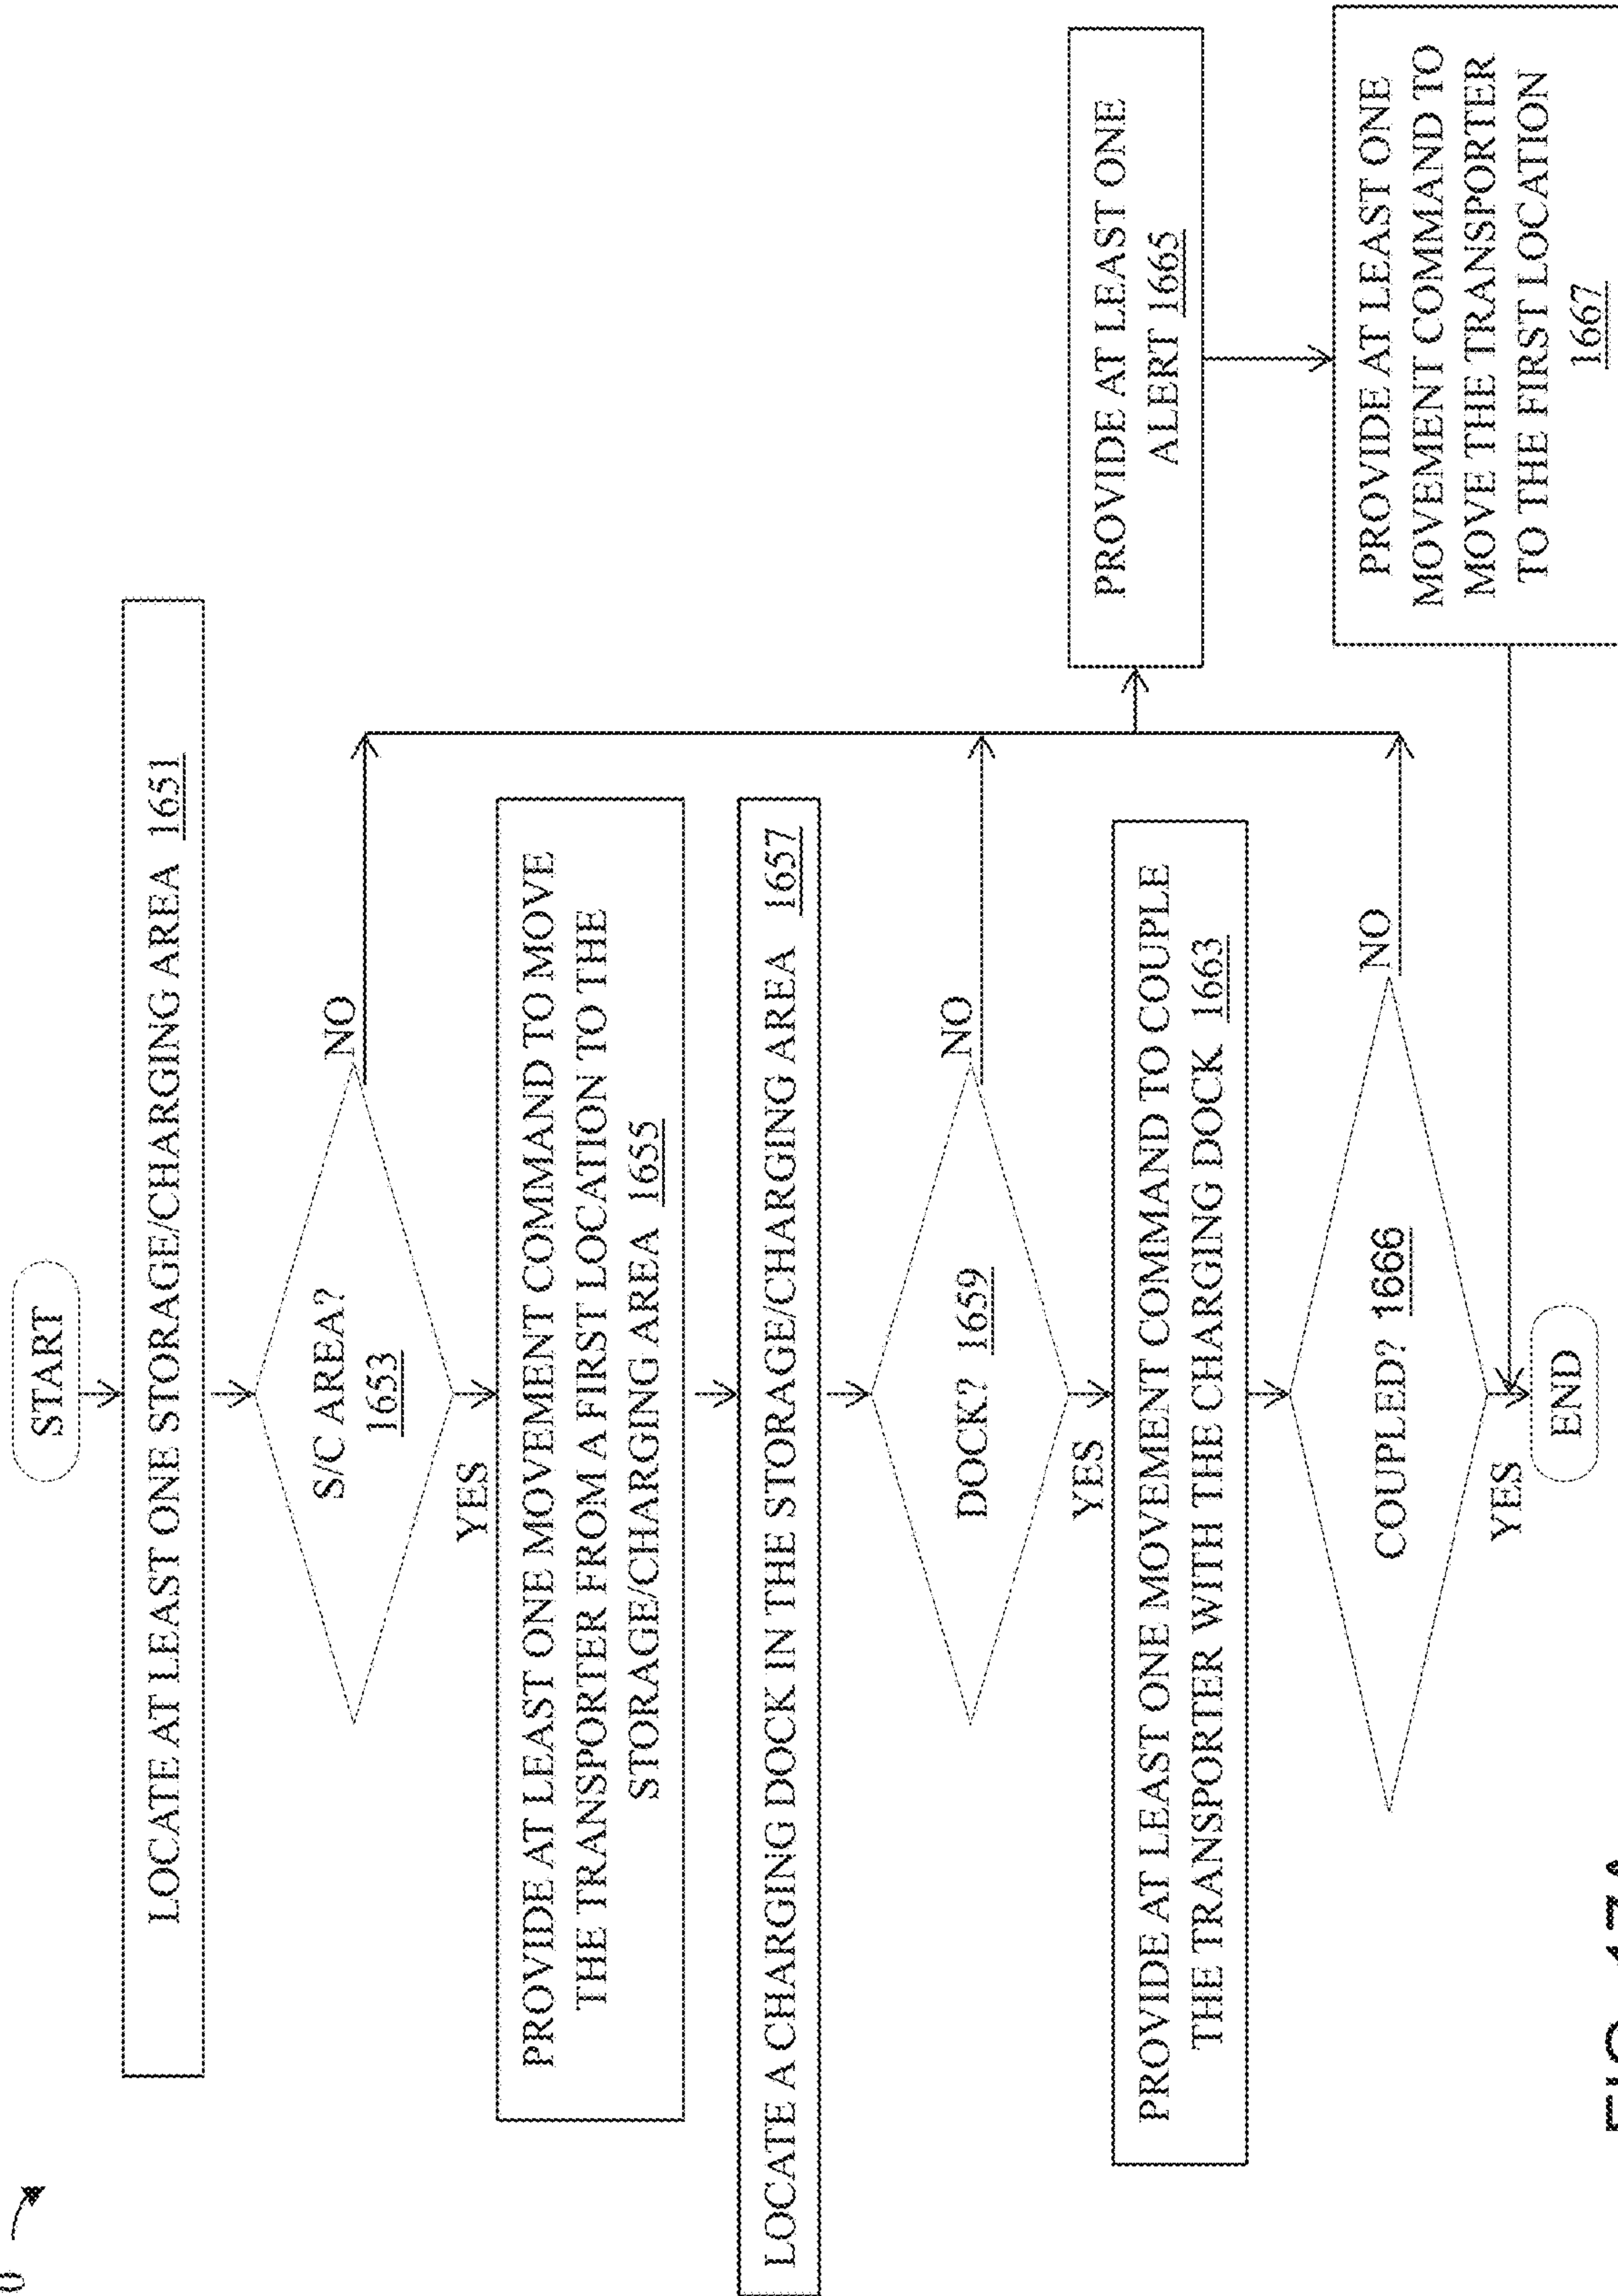 START
LOCATE AT LEAST ONE STORAGE/CHARGING AREA 1651
S/C AREA?
1653
NO
YES
PROVIDE AT LEAST ONE MOVEMENT COMMAND TO MOVE
THE TRANSPORTER FROM A FIRST LOCATION TO THE
STORAGE/CHARGING AREA 1655
LOCATE A CHARGING DOCK IN THE STORAGE/CHARGING AREA 1657
DOCK? 1659
NO
YES
PROVIDE AT LEAST ONE MOVEMENT COMMAND TO COUPLE
THE TRANSPORTER WITH THE CHARGING DOCK 1663
COUPLED? 1666
NO
YES
END
PROVIDE AT LEAST ONE
ALERT 1665
PROVIDE AT LEAST ONE
MOVEMENT COMMAND TO
MOVE THE TRANSPORTER
TO THE FIRST LOCATION
1667
FIG. 17A